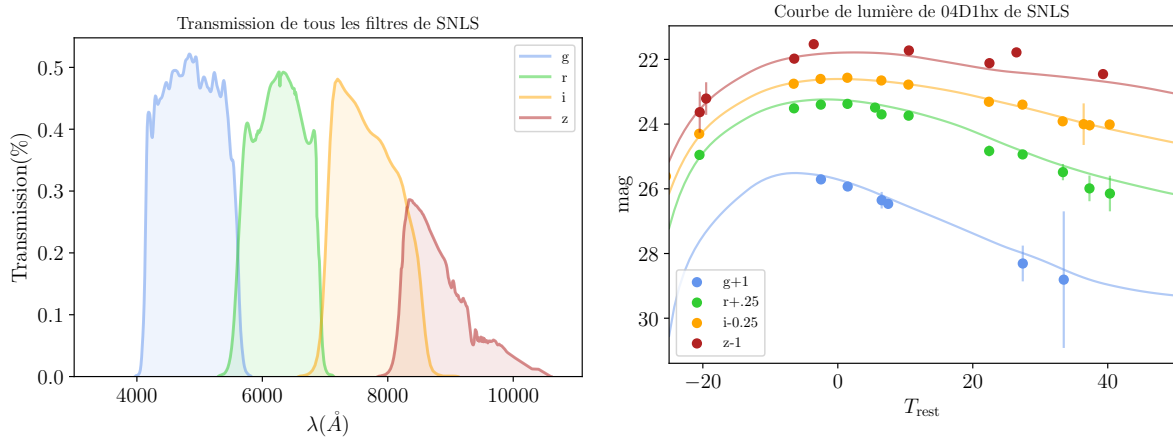 Transmission de tous les filtres de SNLS
Transmission(%)
0.5
0.4
0.3
0.2
0.1
0.0
4000 6000 8000 10000
λ(Å)
g
r
i
z
Courbe de lumière de 04D1hx de SNLS
mag
22
24
26
28
30
−20 0 20 40
T_rest
g+1
r+.25
i-0.25
z-1